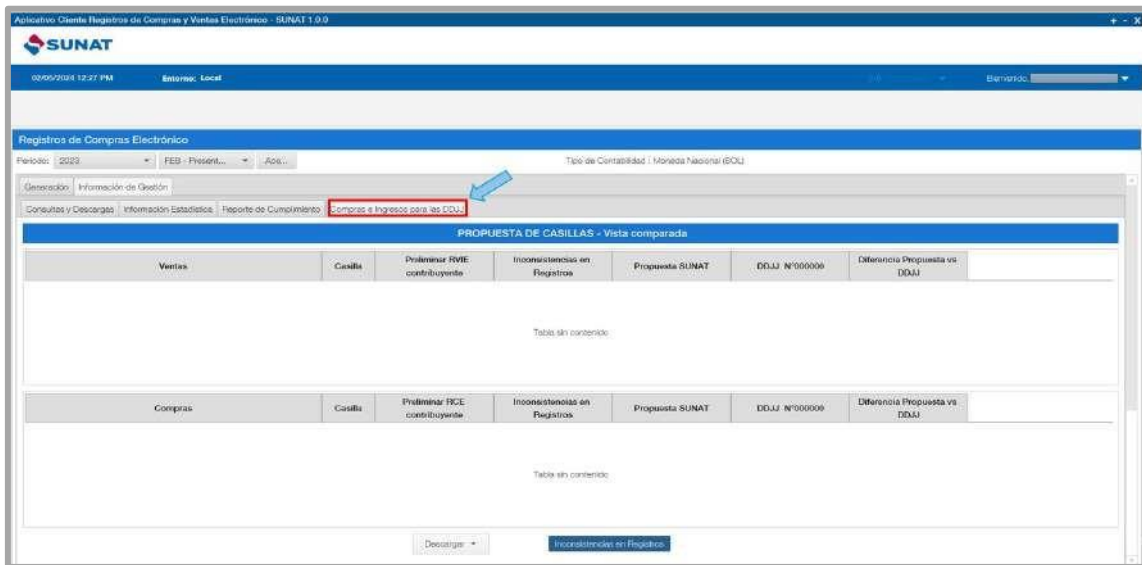 Aplicativo Cliente Registros de Compras y Ventas Electrónico - SUNAT 1.0.0
+ - X
SUNAT
12:27 PM Entorno: Local Bienvenido,
Registros de Compras Electrónico
Periodo: 2023 FEB - Present... Ace... Tipo de Contabilidad : Moneda Nacional (SOL)
Generación Información de Gestión
Consultas y Descargas Información Estadística Reporte de Cumplimiento Compras e Ingresos para las DDJJ
PROPUESTA DE CASILLAS - Vista comparada
Ventas Casilla Preliminar RVIE contribuyente Inconsistencias en Registros Propuesta SUNAT DDJJ N°000000 Diferencia Propuesta vs DDJJ
Tabla sin contenido
Compras Casilla Preliminar RCE contribuyente Inconsistencias en Registros Propuesta SUNAT DDJJ N°000000 Diferencia Propuesta vs DDJJ
Tabla sin contenido
Descargar Inconsistencias en Registros